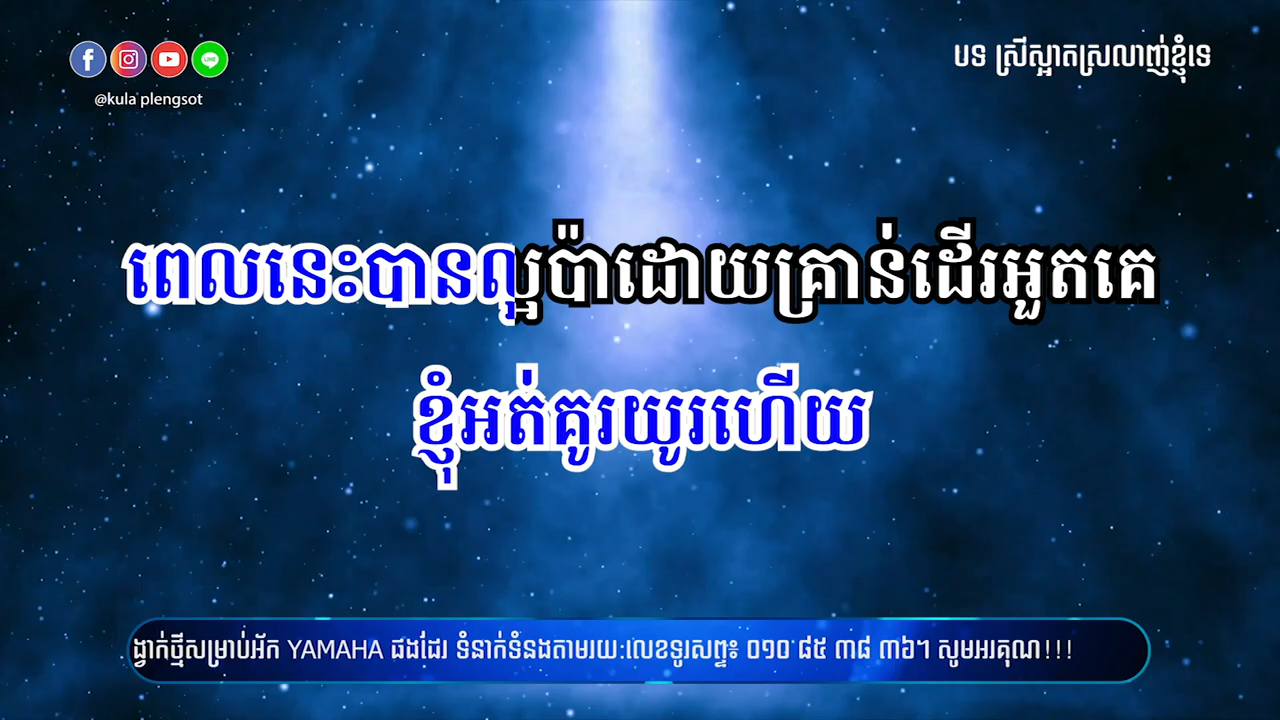 បទ ស្រីស្អាតស្រលាញ់ខ្ញុំទេ
@kula plengsot
ពេលនេះបានល្អប៉ាដោយគ្រាន់ដើរអួតគេ
ខ្ញុំអត់គូរយូរហើយ
ង្វាក់ថ្មីសម្រាប់អ័ក YAMAHA ផងដែរ ទំនាក់ទំនងតាមរយៈលេខទូរសព្ទ៖ ០១០ ៨៥ ៣៨ ៣៦។ សូមអរគុណ!!!